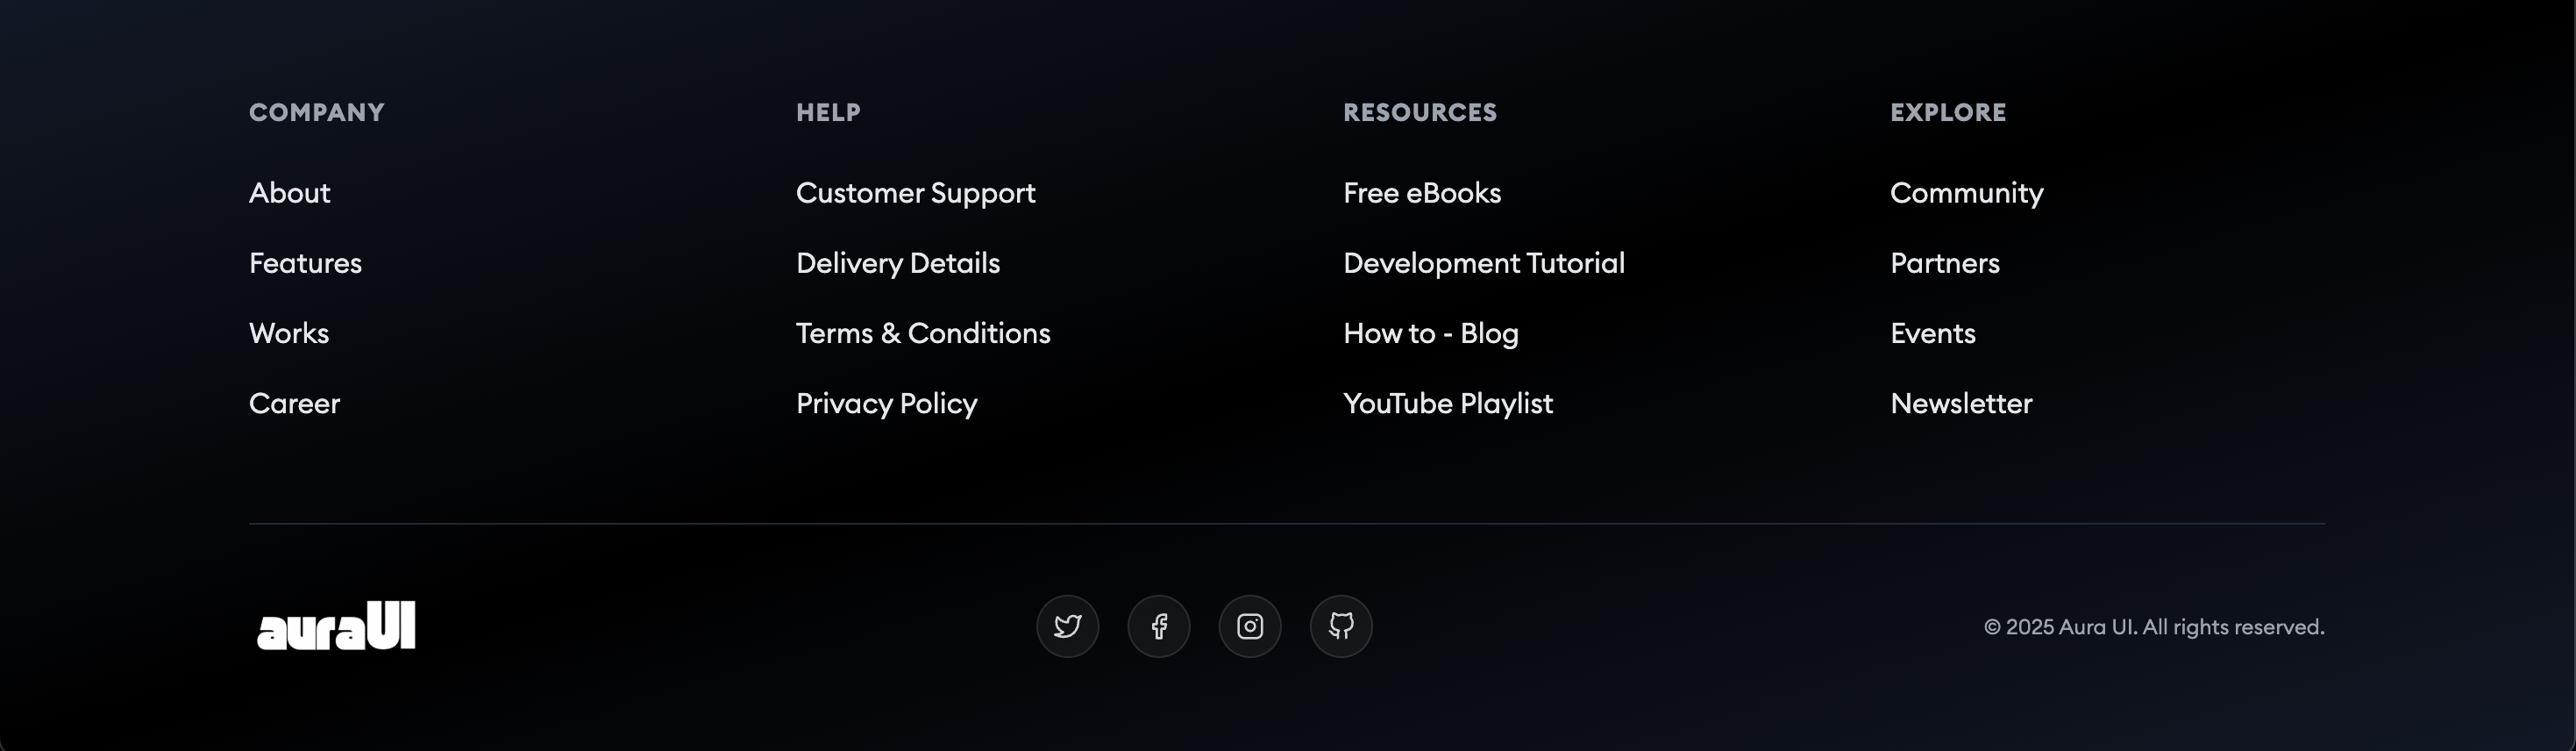 COMPANY
About
Features
Works
Career
HELP
Customer Support
Delivery Details
Terms & Conditions
Privacy Policy
RESOURCES
Free eBooks
Development Tutorial
How to - Blog
YouTube Playlist
EXPLORE
Community
Partners
Events
Newsletter
auraUI
© 2025 Aura UI. All rights reserved.